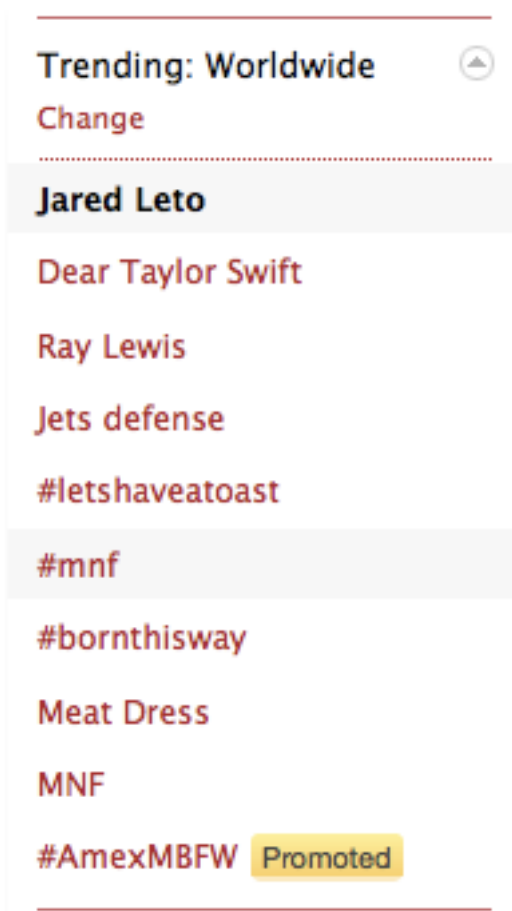 Trending: Worldwide
Change
Jared Leto
Dear Taylor Swift
Ray Lewis
Jets defense
#letshaveatoast
#mnf
#bornthisway
Meat Dress
MNF
#AmexMBFW Promoted